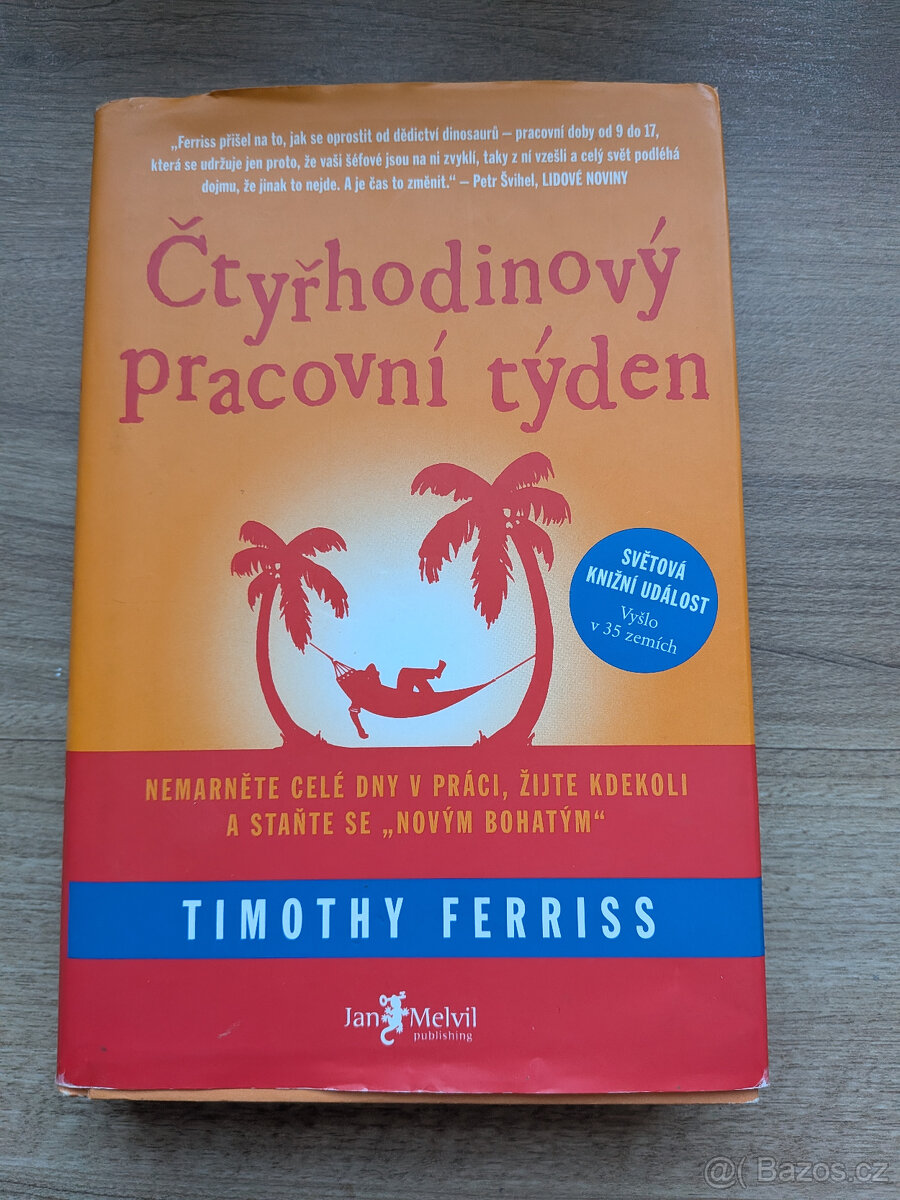 „Ferriss přišel na to, jak se oprostit od dědictví dinosaurů – pracovní doby od 9 do 17,
která se udržuje jen proto, že vaši šéfové jsou na ni zvyklí, taky z ní vzešli a celý svět podléhá
dojmu, že jinak to nejde. A je čas to změnit.“ – Petr Švihel, LIDOVÉ NOVINY
Čtyřhodinový
pracovní týden
SVĚTOVÁ
KNIŽNÍ UDÁLOST
Vyšlo
v 35 zemích
NEMARNĚTE CELÉ DNY V PRÁCI, ŽIJTE KDEKOLI
A STAŇTE SE „NOVÝM BOHATÝM“
TIMOTHY FERRISS
Jan Melvil
publishing
@( Bazos.cz